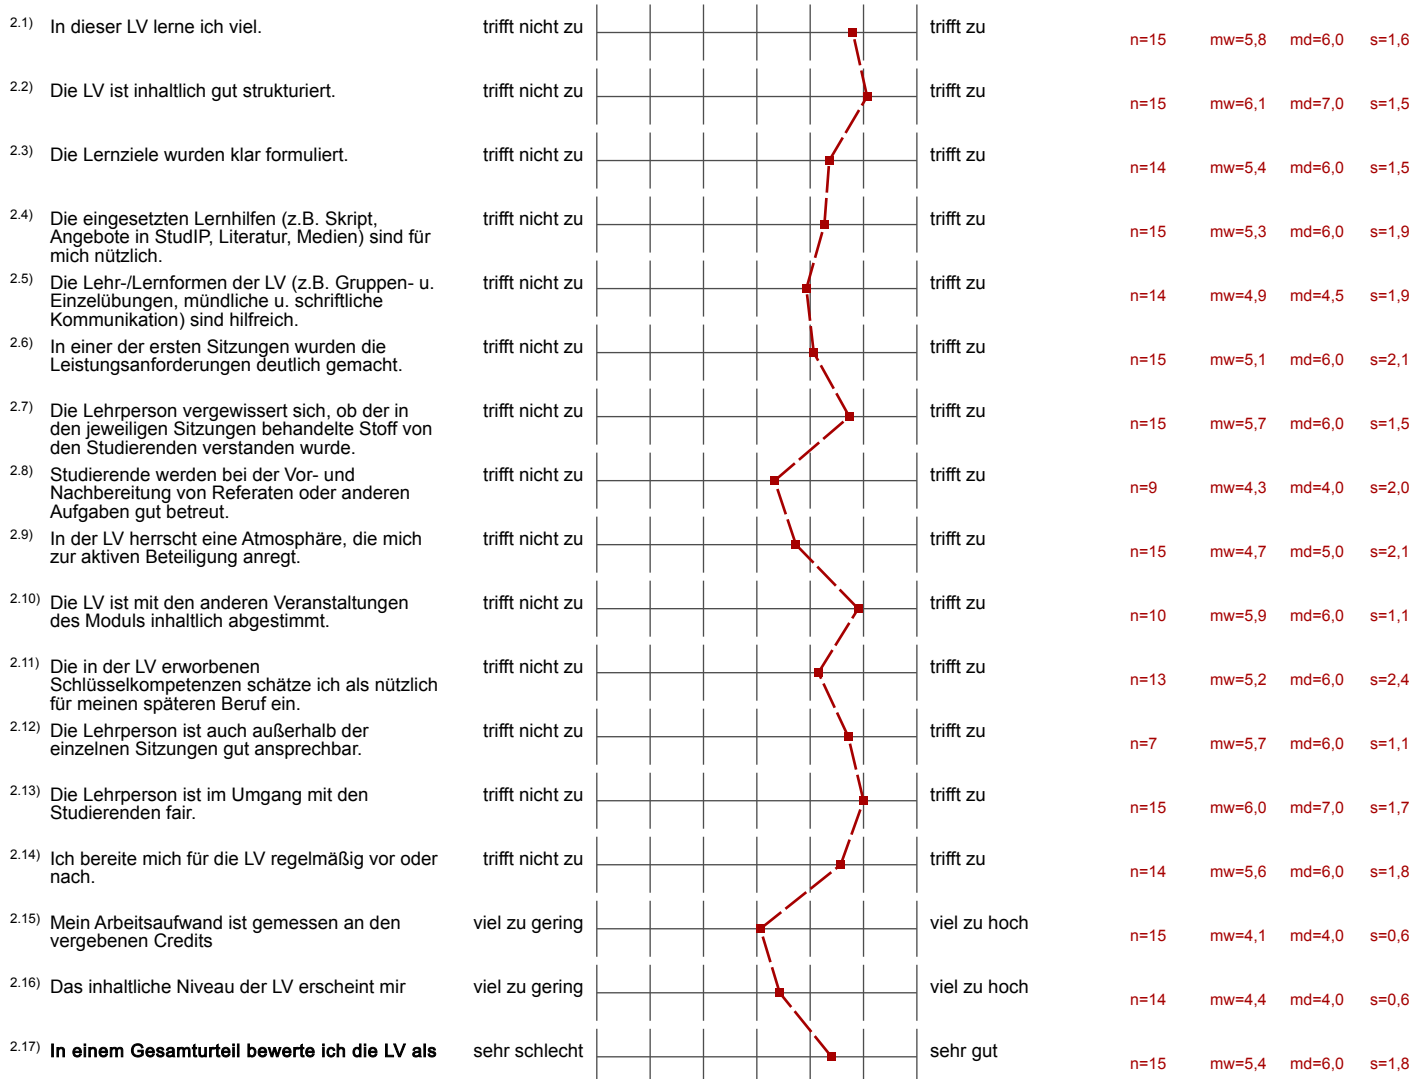 2.1) In dieser LV lerne ich viel. trifft nicht zu trifft zu n=15 mw=5,8 md=6,0 s=1,6
2.2) Die LV ist inhaltlich gut strukturiert. trifft nicht zu trifft zu n=15 mw=6,1 md=7,0 s=1,5
2.3) Die Lernziele wurden klar formuliert. trifft nicht zu trifft zu n=14 mw=5,4 md=6,0 s=1,5
2.4) Die eingesetzten Lernhilfen (z.B. Skript, trifft nicht zu trifft zu n=15 mw=5,3 md=6,0 s=1,9
Angebote in StudIP, Literatur, Medien) sind für
mich nützlich.
2.5) Die Lehr-/Lernformen der LV (z.B. Gruppen- u. trifft nicht zu trifft zu n=14 mw=4,9 md=4,5 s=1,9
Einzelübungen, mündliche u. schriftliche
Kommunikation) sind hilfreich.
2.6) In einer der ersten Sitzungen wurden die trifft nicht zu trifft zu n=15 mw=5,1 md=6,0 s=2,1
Leistungsanforderungen deutlich gemacht.
2.7) Die Lehrperson vergewissert sich, ob der in trifft nicht zu trifft zu n=15 mw=5,7 md=6,0 s=1,5
den jeweiligen Sitzungen behandelte Stoff von
den Studierenden verstanden wurde.
2.8) Studierende werden bei der Vor- und trifft nicht zu trifft zu n=9 mw=4,3 md=4,0 s=2,0
Nachbereitung von Referaten oder anderen
Aufgaben gut betreut.
2.9) In der LV herrscht eine Atmosphäre, die mich trifft nicht zu trifft zu n=15 mw=4,7 md=5,0 s=2,1
zur aktiven Beteiligung anregt.
2.10) Die LV ist mit den anderen Veranstaltungen trifft nicht zu trifft zu n=10 mw=5,9 md=6,0 s=1,1
des Moduls inhaltlich abgestimmt.
2.11) Die in der LV erworbenen trifft nicht zu trifft zu n=13 mw=5,2 md=6,0 s=2,4
Schlüsselkompetenzen schätze ich als nützlich
für meinen späteren Beruf ein.
2.12) Die Lehrperson ist auch außerhalb der trifft nicht zu trifft zu n=7 mw=5,7 md=6,0 s=1,1
einzelnen Sitzungen gut ansprechbar.
2.13) Die Lehrperson ist im Umgang mit den trifft nicht zu trifft zu n=15 mw=6,0 md=7,0 s=1,7
Studierenden fair.
2.14) Ich bereite mich für die LV regelmäßig vor oder trifft nicht zu trifft zu n=14 mw=5,6 md=6,0 s=1,8
nach.
2.15) Mein Arbeitsaufwand ist gemessen an den viel zu gering viel zu hoch n=15 mw=4,1 md=4,0 s=0,6
vergebenen Credits
2.16) Das inhaltliche Niveau der LV erscheint mir viel zu gering viel zu hoch n=14 mw=4,4 md=4,0 s=0,6
2.17) In einem Gesamturteil bewerte ich die LV als sehr schlecht sehr gut n=15 mw=5,4 md=6,0 s=1,8